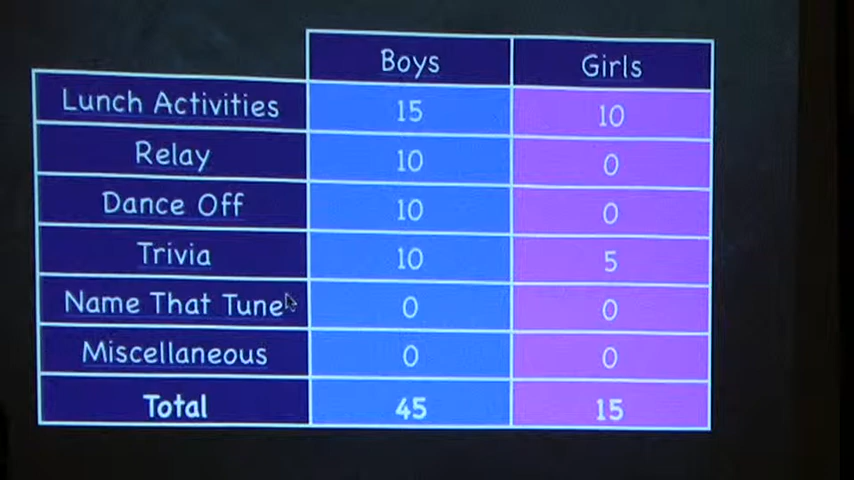 Boys Girls
Lunch Activities 15 10
Relay 10 0
Dance Off 10 0
Trivia 10 5
Name That Tune 0 0
Miscellaneous 0 0
Total 45 15